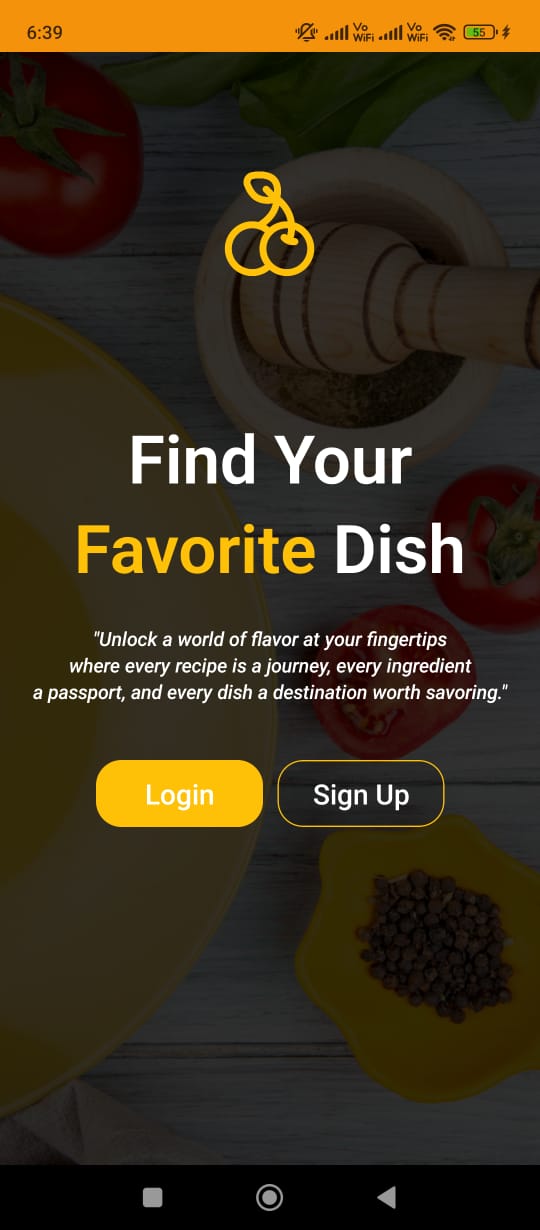 6:39 Vo WiFi Vo WiFi 55
Find Your
Favorite Dish
"Unlock a world of flavor at your fingertips
where every recipe is a journey, every ingredient
a passport, and every dish a destination worth savoring."
Login Sign Up